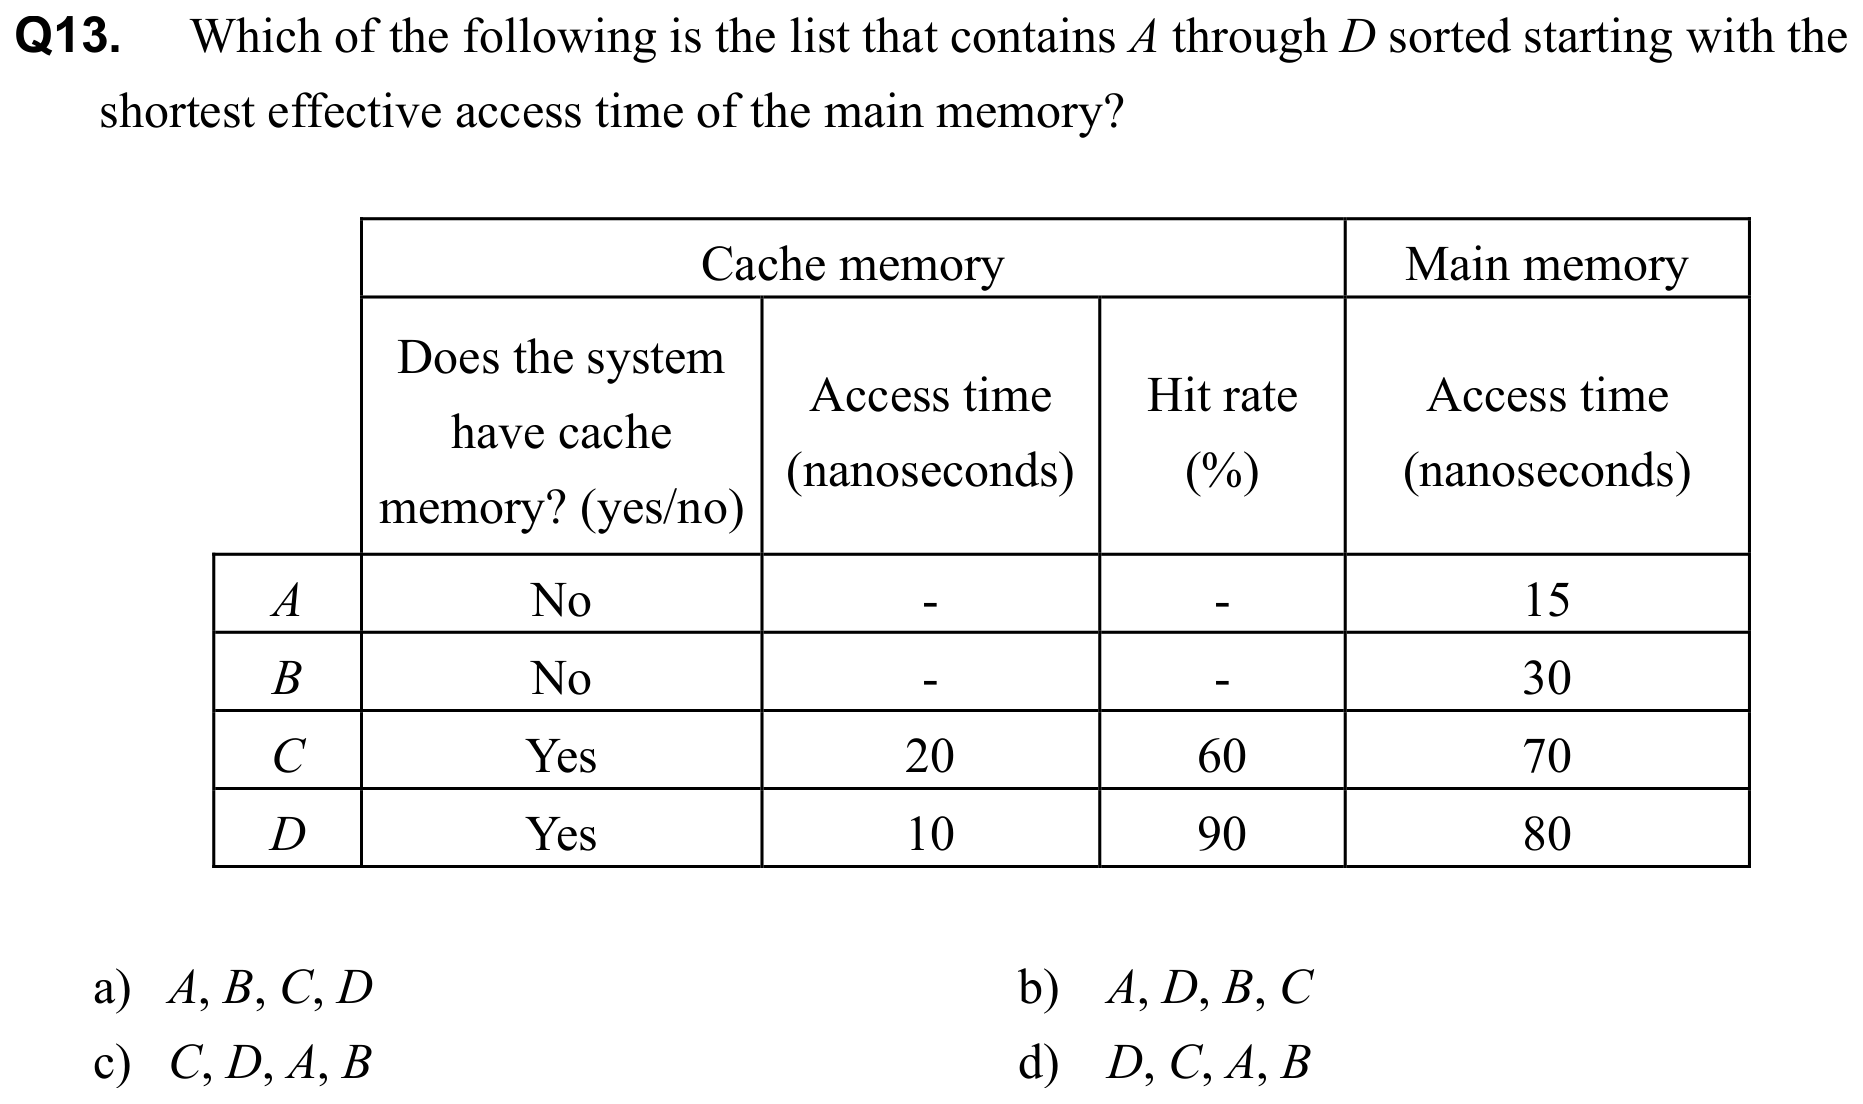 Q13. Which of the following is the list that contains A through D sorted starting with the
shortest effective access time of the main memory?
Cache memory Main memory
Does the system
have cache
memory? (yes/no)
Access time
(nanoseconds)
Hit rate
(%)
Access time
(nanoseconds)
A No - - 15
B No - - 30
C Yes 20 60 70
D Yes 10 90 80
a) A, B, C, D b) A, D, B, C
c) C, D, A, B d) D, C, A, B